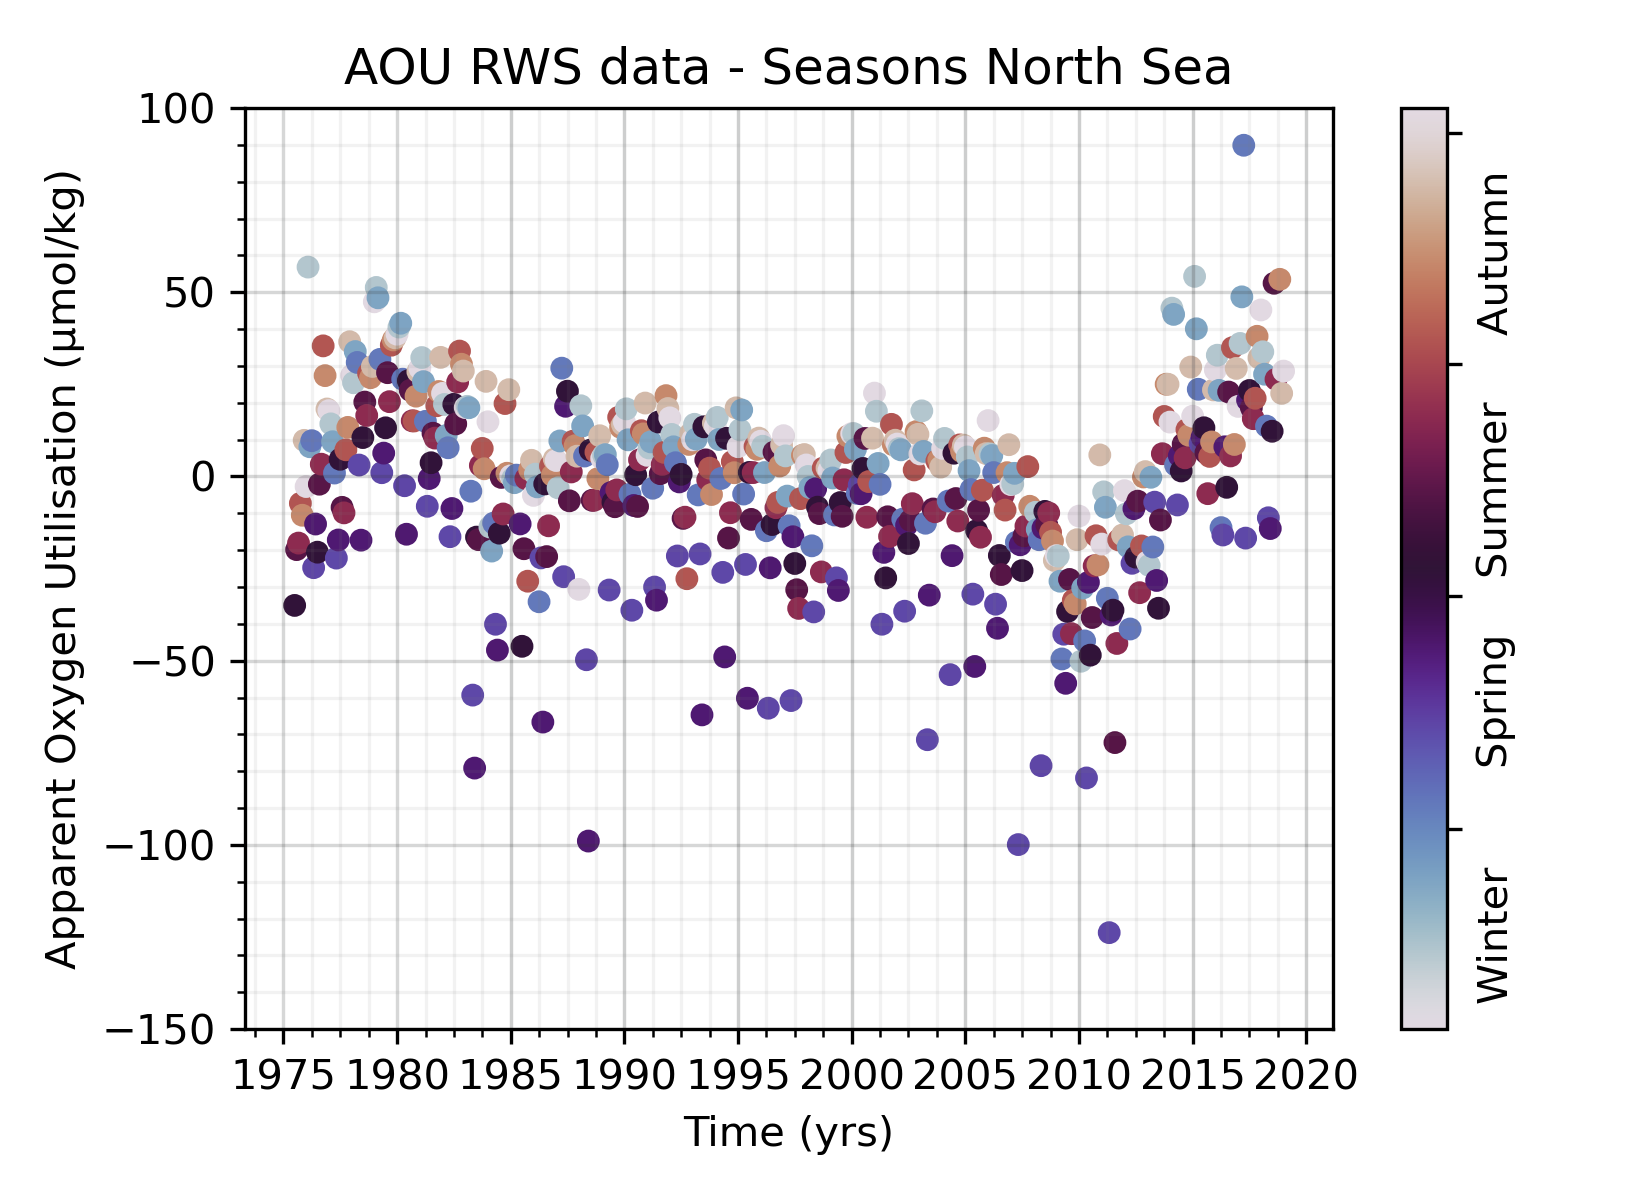 AOU RWS data - Seasons North Sea
100
50
0
−50
−100
−150
Apparent Oxygen Utilisation (μmol/kg)
1975 1980 1985 1990 1995 2000 2005 2010 2015 2020
Time (yrs)
Autumn
Summer
Spring
Winter